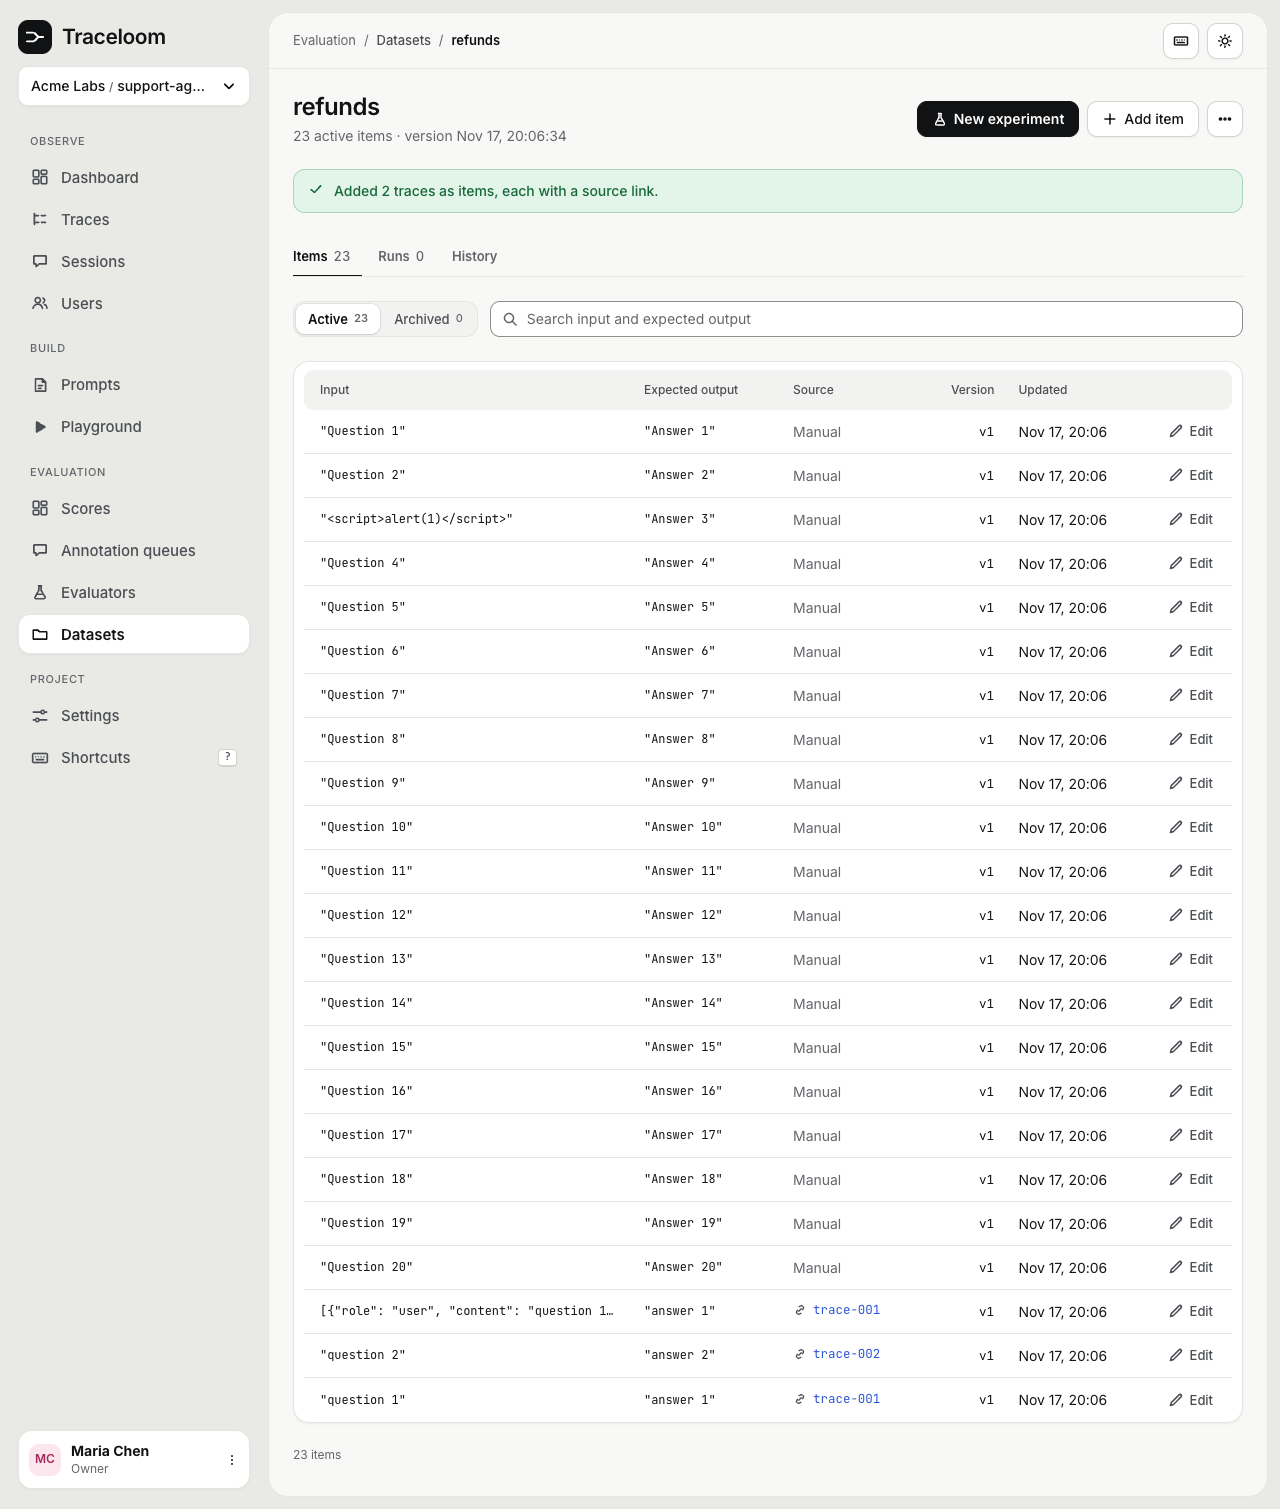 Traceloom
Acme Labs / support-ag...
OBSERVE
Dashboard
Traces
Sessions
Users
BUILD
Prompts
Playground
EVALUATION
Scores
Annotation queues
Evaluators
Datasets
PROJECT
Settings
Shortcuts ?
MC
Maria Chen
Owner
Evaluation / Datasets / refunds
refunds
23 active items · version Nov 17, 20:06:34
New experiment
Add item
Added 2 traces as items, each with a source link.
Items 23 Runs 0 History
Active 23 Archived 0 Search input and expected output
Input Expected output Source Version Updated
"Question 1" "Answer 1" Manual v1 Nov 17, 20:06 Edit
"Question 2" "Answer 2" Manual v1 Nov 17, 20:06 Edit
"<script>alert(1)</script>" "Answer 3" Manual v1 Nov 17, 20:06 Edit
"Question 4" "Answer 4" Manual v1 Nov 17, 20:06 Edit
"Question 5" "Answer 5" Manual v1 Nov 17, 20:06 Edit
"Question 6" "Answer 6" Manual v1 Nov 17, 20:06 Edit
"Question 7" "Answer 7" Manual v1 Nov 17, 20:06 Edit
"Question 8" "Answer 8" Manual v1 Nov 17, 20:06 Edit
"Question 9" "Answer 9" Manual v1 Nov 17, 20:06 Edit
"Question 10" "Answer 10" Manual v1 Nov 17, 20:06 Edit
"Question 11" "Answer 11" Manual v1 Nov 17, 20:06 Edit
"Question 12" "Answer 12" Manual v1 Nov 17, 20:06 Edit
"Question 13" "Answer 13" Manual v1 Nov 17, 20:06 Edit
"Question 14" "Answer 14" Manual v1 Nov 17, 20:06 Edit
"Question 15" "Answer 15" Manual v1 Nov 17, 20:06 Edit
"Question 16" "Answer 16" Manual v1 Nov 17, 20:06 Edit
"Question 17" "Answer 17" Manual v1 Nov 17, 20:06 Edit
"Question 18" "Answer 18" Manual v1 Nov 17, 20:06 Edit
"Question 19" "Answer 19" Manual v1 Nov 17, 20:06 Edit
"Question 20" "Answer 20" Manual v1 Nov 17, 20:06 Edit
[{"role": "user", "content": "question 1… "answer 1" trace-001 v1 Nov 17, 20:06 Edit
"question 2" "answer 2" trace-002 v1 Nov 17, 20:06 Edit
"question 1" "answer 1" trace-001 v1 Nov 17, 20:06 Edit
23 items